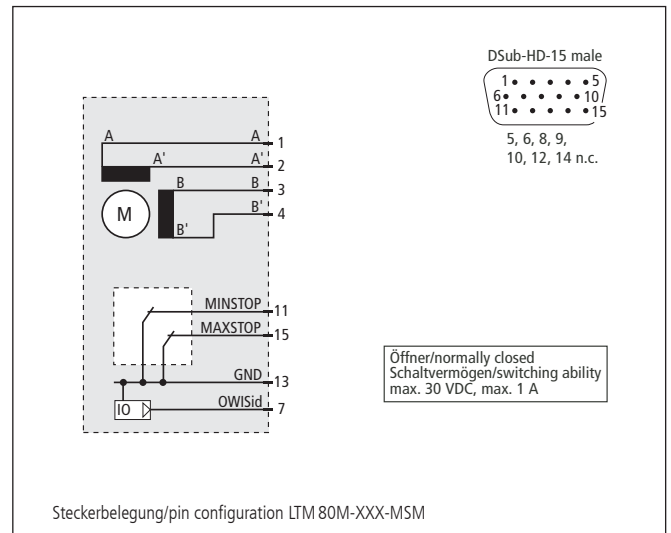 DSub-HD-15 male
1 5
6 10
11 15
5, 6, 8, 9,
10, 12, 14 n.c.
A A 1
A' A' 2
B B 3
M B' 4
B'
MINSTOP 11
MAXSTOP 15
GND 13
IO OWISid 7
Öffner/normally closed
Schaltvermögen/switching ability
max. 30 VDC, max. 1 A
Steckerbelegung/pin configuration LTM 80M-XXX-MSM